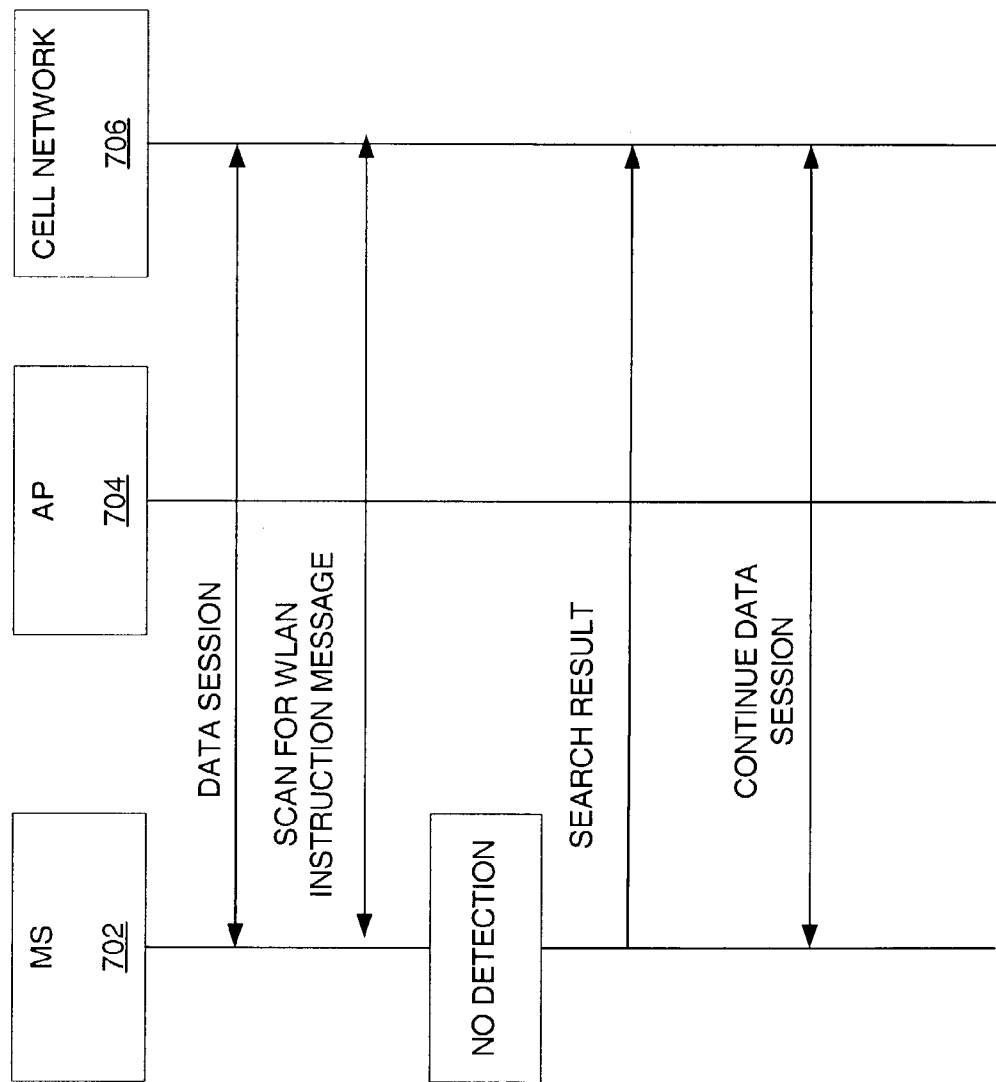 MS
702
AP
704
CELL NETWORK
706
DATA SESSION
SCAN FOR WLAN
INSTRUCTION MESSAGE
NO DETECTION
SEARCH RESULT
CONTINUE DATA
SESSION